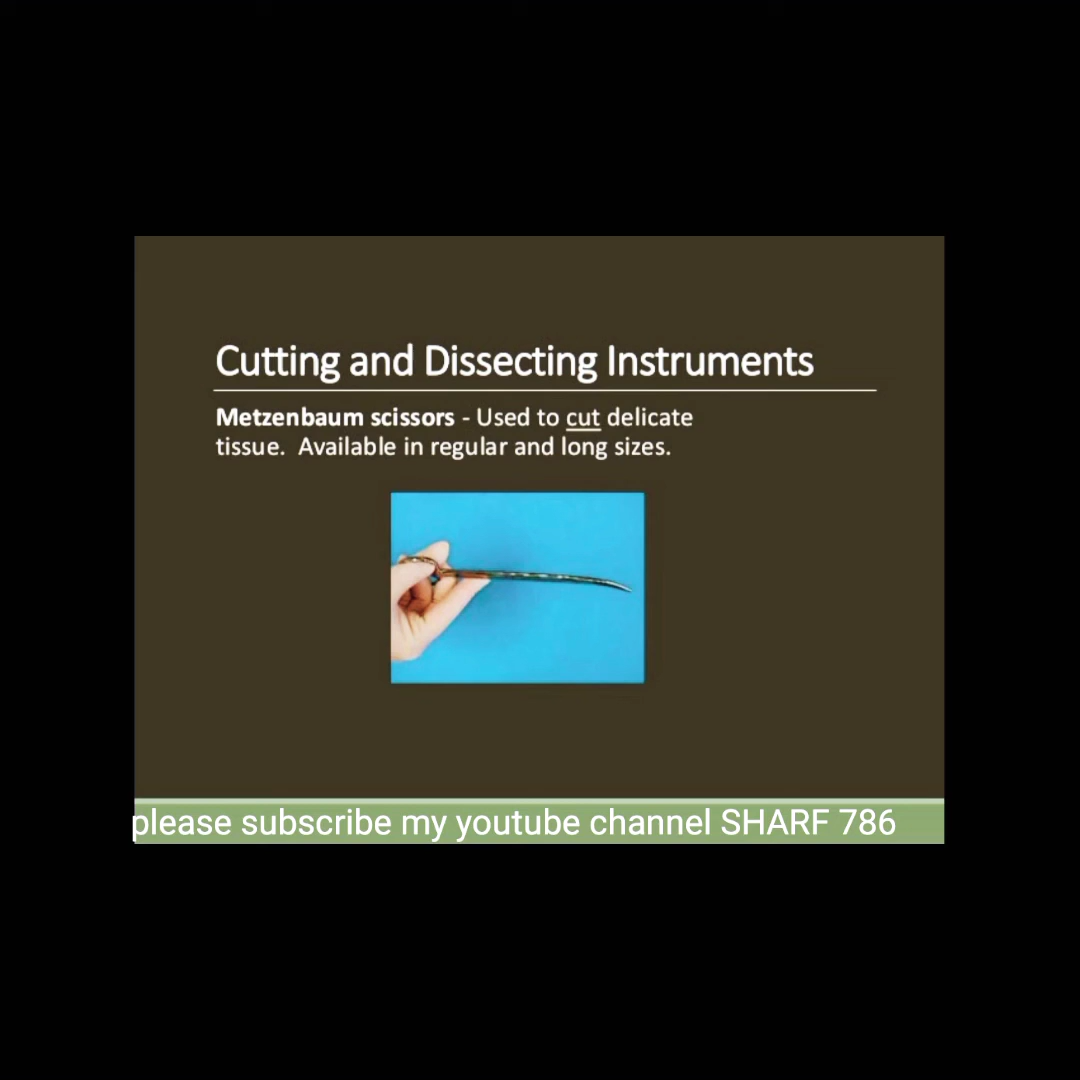 Cutting and Dissecting Instruments
Metzenbaum scissors - Used to cut delicate
tissue.  Available in regular and long sizes.
please subscribe my youtube channel SHARF 786